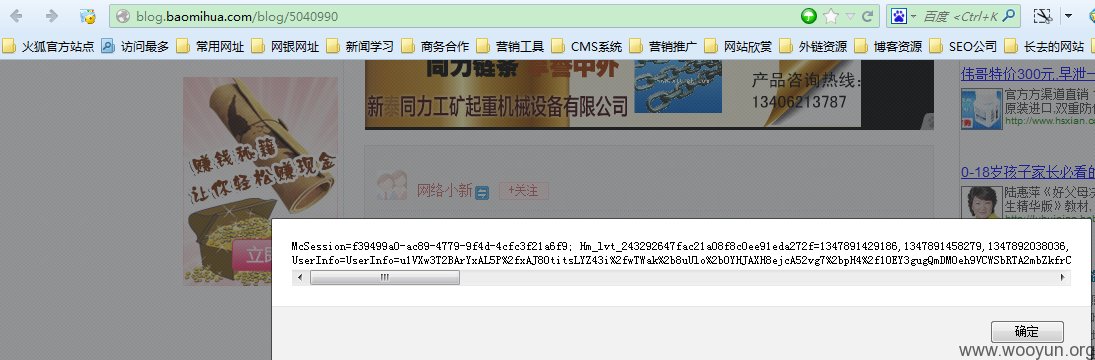 blog.baomihua.com/blog/5040990
百度 <Ctrl+K
火狐官方站点 访问最多 常用网址 网银网址 新闻学习 商务合作 营销工具 CMS系统 营销推广 网站欣赏 外链资源 博客资源 SEO公司 长去的网站
同力链条 享誉中外
新泰同力工矿起重机械设备有限公司
产品咨询热线:
13406213787
伟哥特价300元,早泄一
官方方渠道直销
原装进口,双重防伪
http://www.hsxian.c
赚钱秘籍
让你轻松赚现金
立即
网络小新
+关注
0-18岁孩子家长必看的
陆惠萍《好父母决
生精华版》教材,
McSession=f39499a0-ac89-4779-9f4d-4cfc3f21a6f9; Hm_lvt_243292647fac21a08f8c0ee91eda272f=1347891429186,1347891458279,1347892038036,
UserInfo=UserInfo=u1VXw3T2BArYxAL5P%2fxAJ8OtitsLYZ43i%2fwTWak%2b8uUlo%2bOYHJAXH8ejcA52vg7%2bpH4%2f1OEY3gugQmDMOeh9VCWSbRTA2mbZkfrC
确定
www.wooyun.org